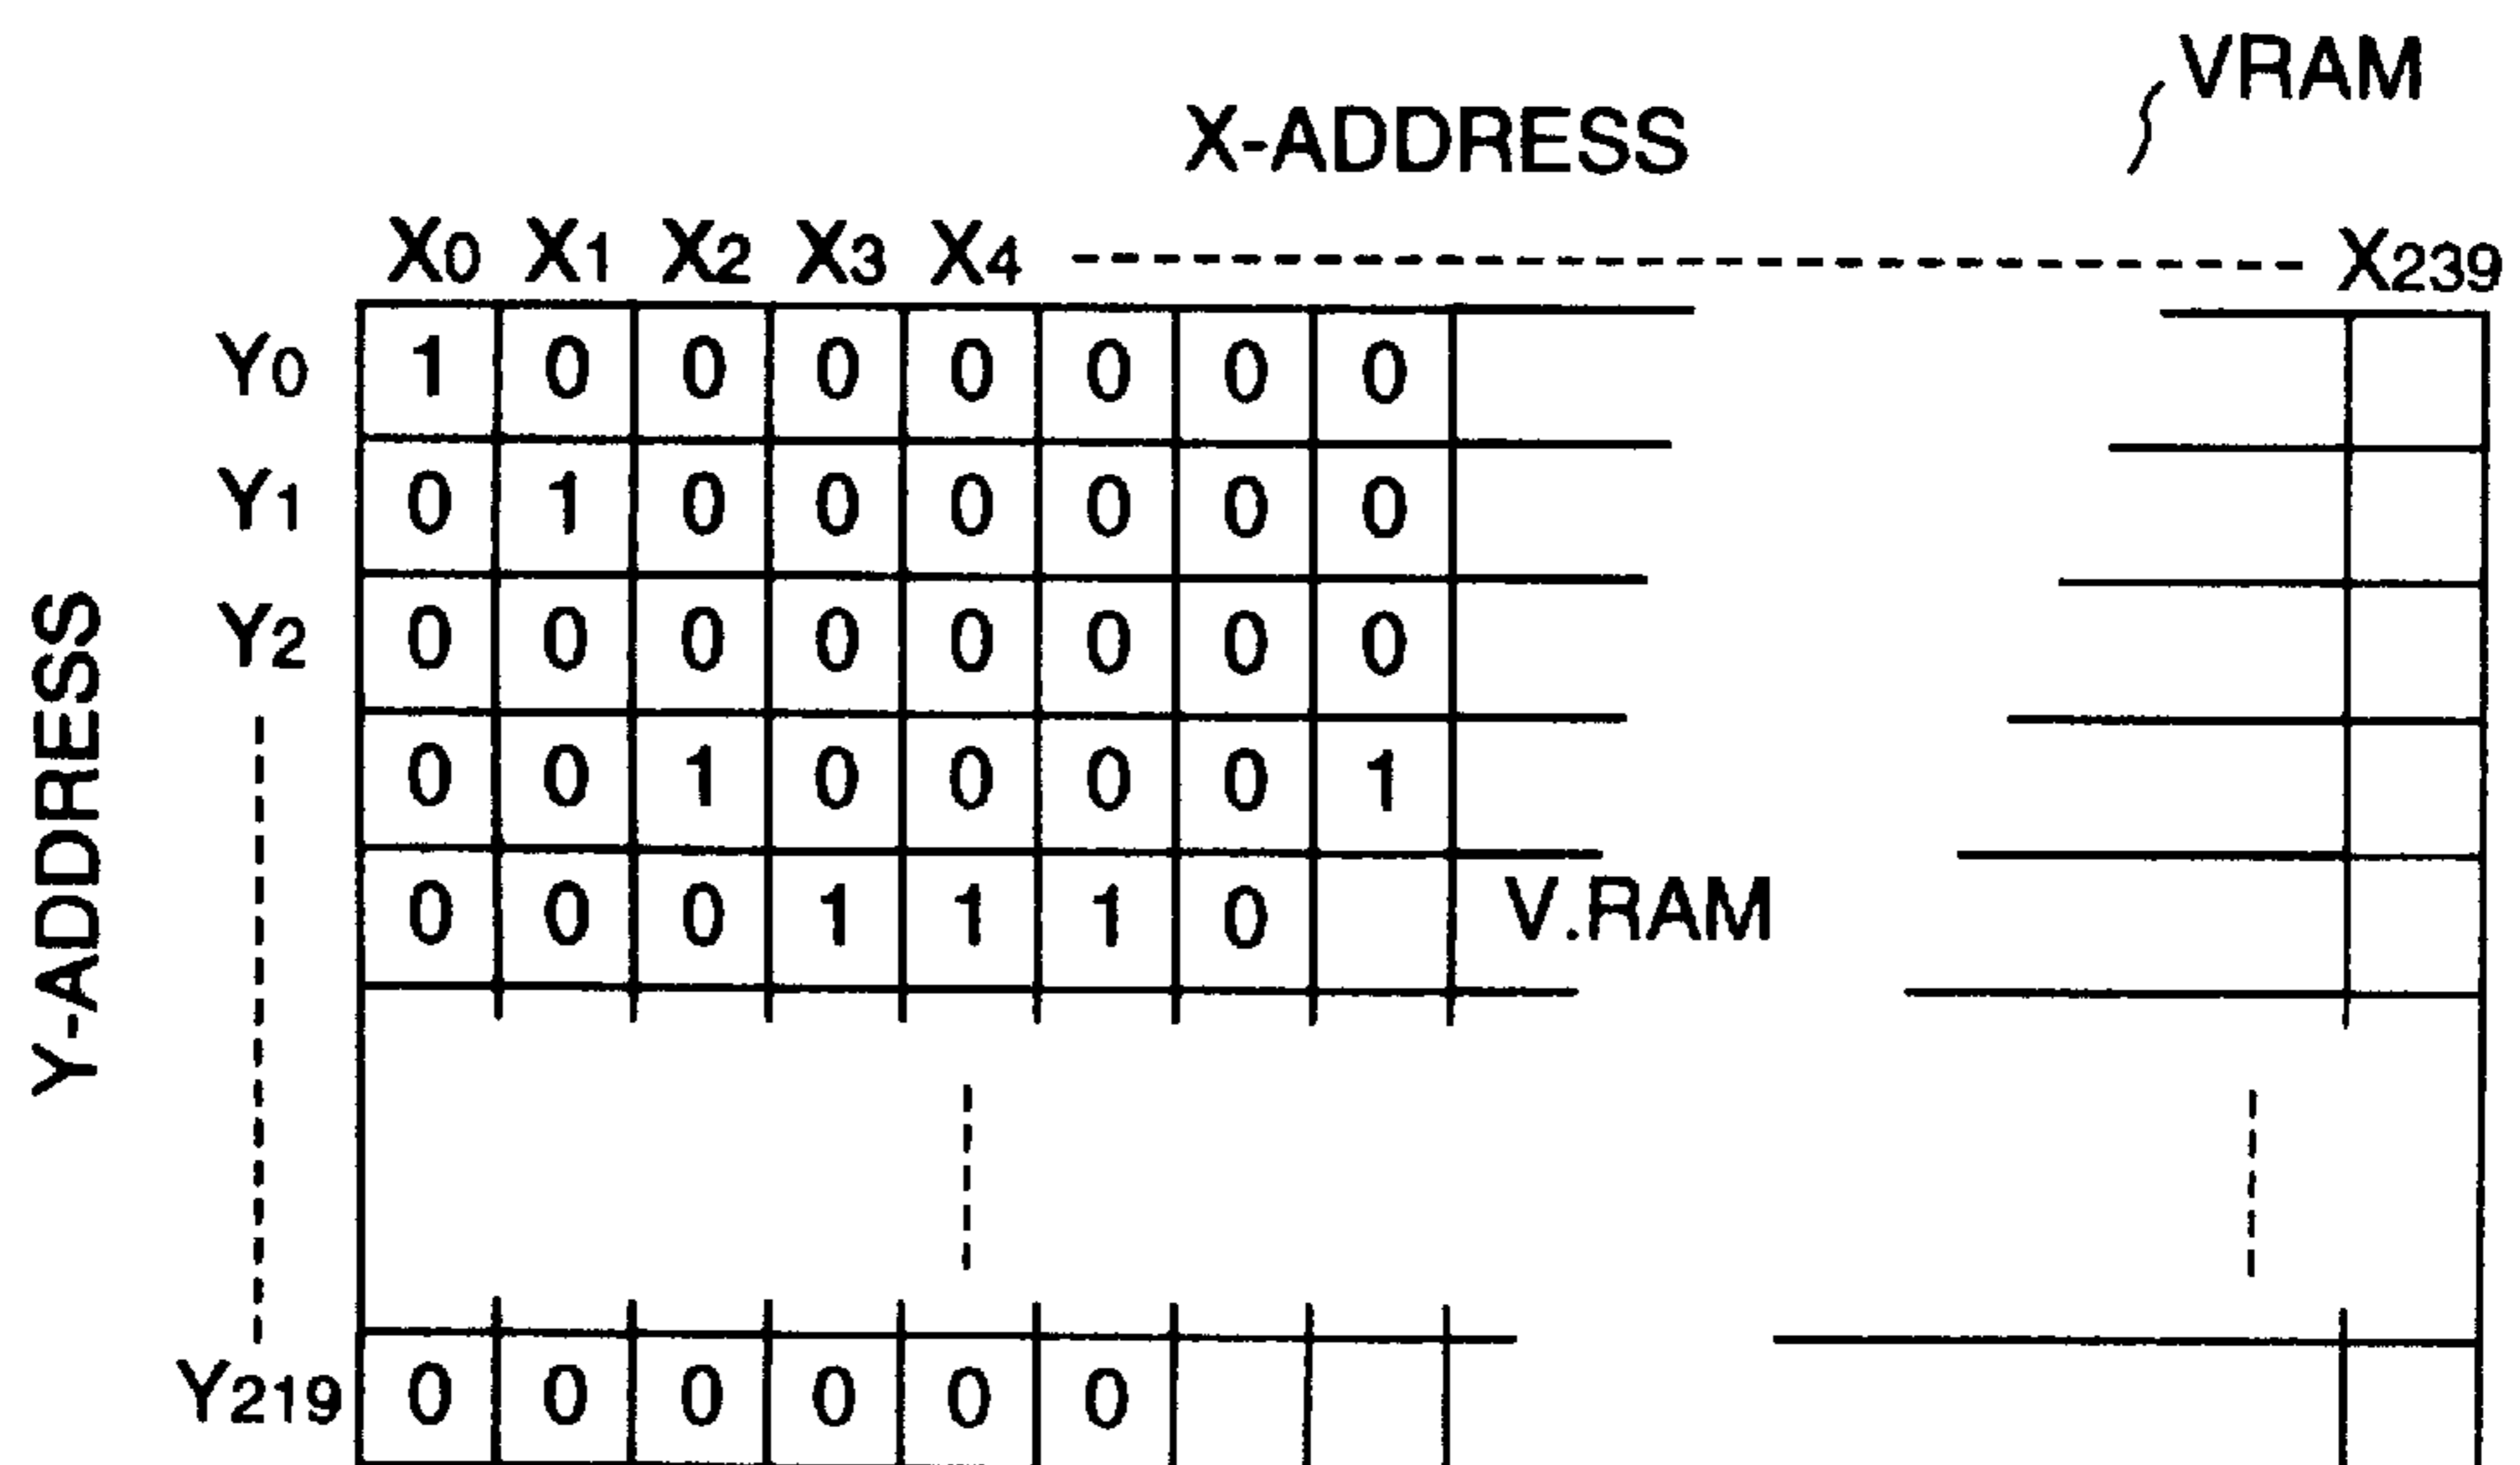 VRAM
X-ADDRESS
X0 X1 X2 X3 X4 X239
Y0 1 0 0 0 0 0 0 0
Y1 0 1 0 0 0 0 0 0
Y2 0 0 0 0 0 0 0 0
0 0 1 0 0 0 0 1
0 0 0 1 1 1 0 V.RAM
Y219 0 0 0 0 0 0
Y-ADDRESS